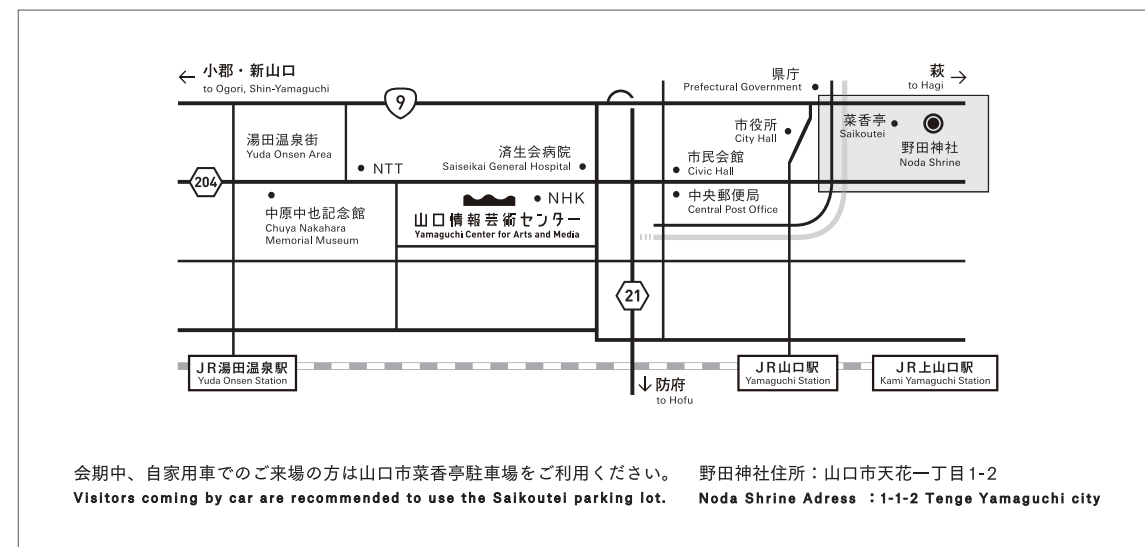 ← 小郡・新山口
to Ogori, Shin-Yamaguchi
9
県庁
Prefectural Government
萩 →
to Hagi
湯田温泉街
Yuda Onsen Area
NTT
済生会病院
Saiseikai General Hospital
市役所
City Hall
市民会館
Civic Hall
菜香亭
Saikoutei
野田神社
Noda Shrine
204
中原中也記念館
Chuya Nakahara
Memorial Museum
NHK
山口情報芸術センター
Yamaguchi Center for Arts and Media
中央郵便局
Central Post Office
21
JR湯田温泉駅
Yuda Onsen Station
↓防府
to Hofu
JR山口駅
Yamaguchi Station
JR上山口駅
Kami Yamaguchi Station
会期中、自家用車でのご来場の方は山口市菜香亭駐車場をご利用ください。
Visitors coming by car are recommended to use the Saikoutei parking lot.
野田神社住所：山口市天花一丁目1-2
Noda Shrine Adress ：1-1-2 Tenge Yamaguchi city